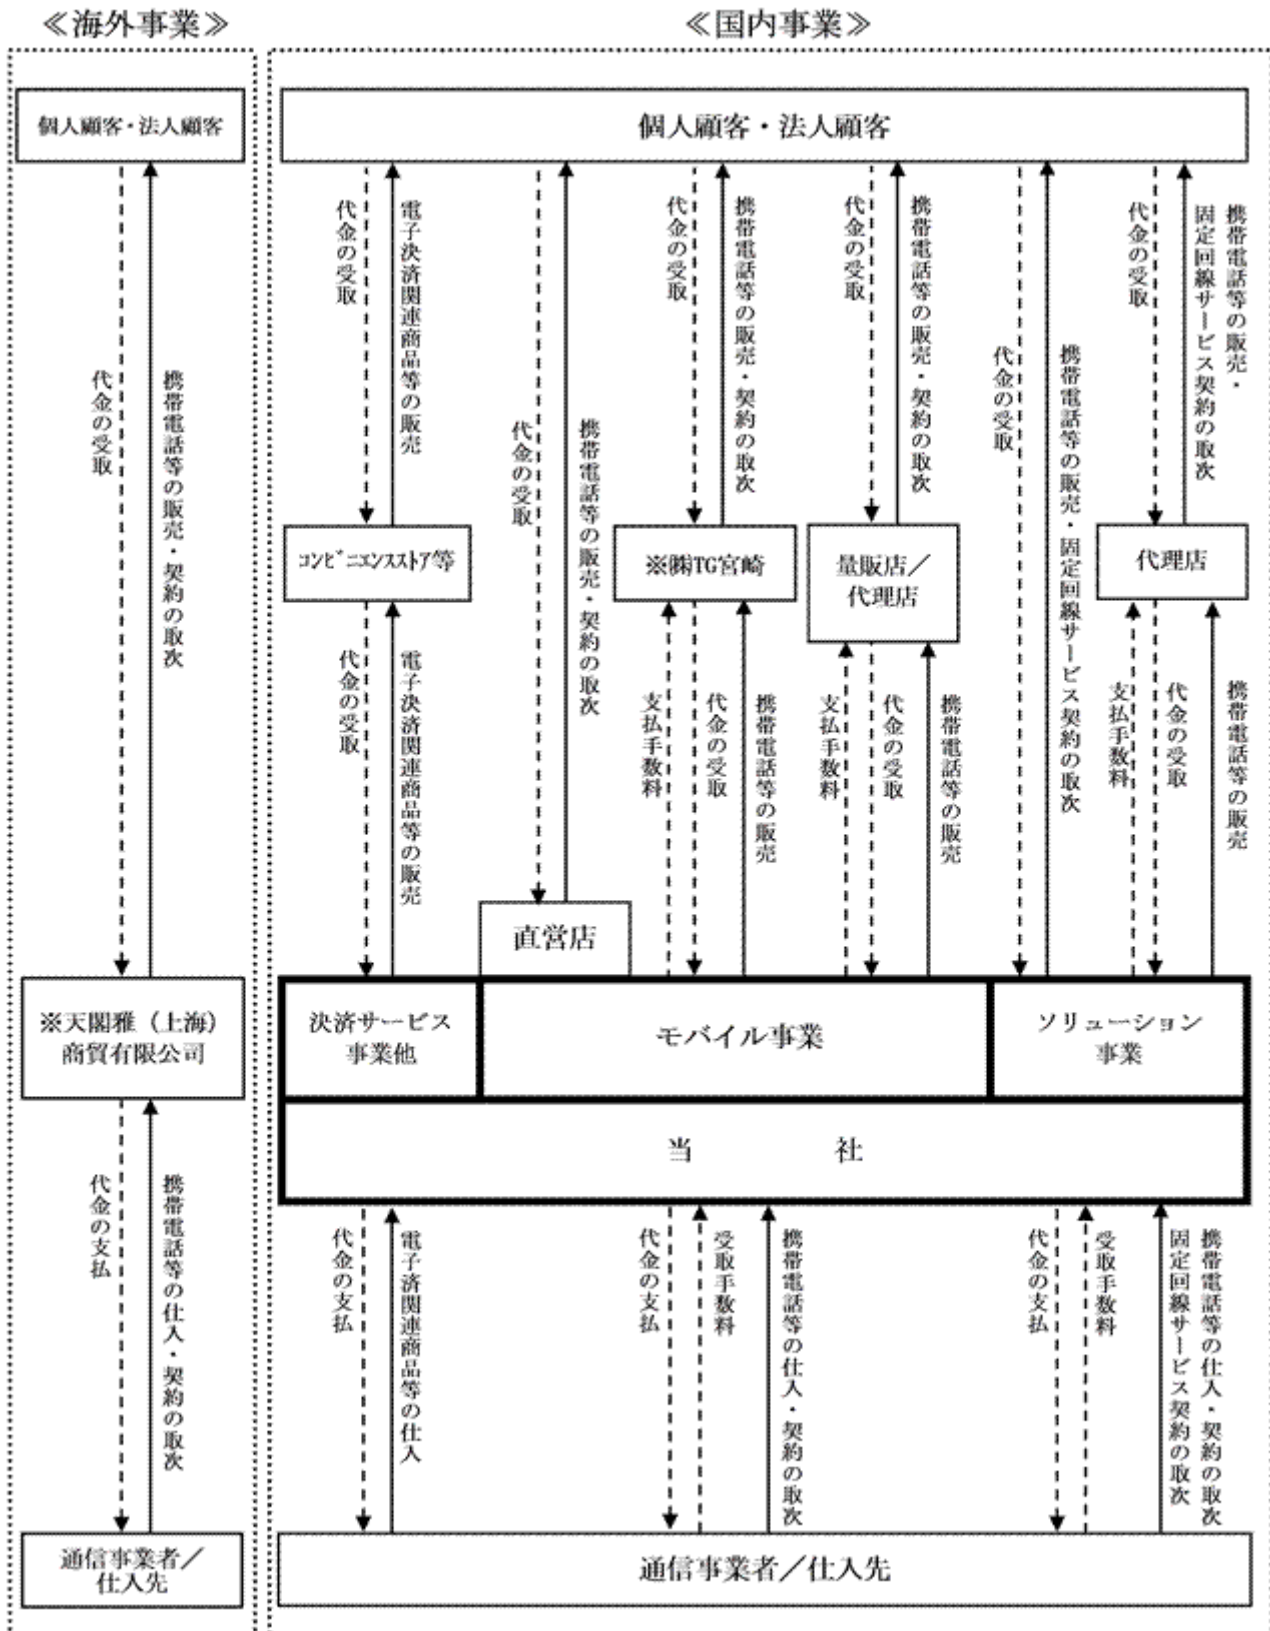 ≪海外事業≫
≪国内事業≫
個人顧客・法人顧客
個人顧客・法人顧客
代金の受取
携帯電話等の販売・契約の取次
代金の受取
電子決済関連商品等の販売
代金の受取
携帯電話等の販売・契約の取次
代金の受取
携帯電話等の販売・契約の取次
代金の受取
携帯電話等の販売・契約の取次
代金の受取
携帯電話等の販売・固定回線サービス契約の取次
代金の受取
携帯電話等の販売・
固定回線サービス契約の取次
コンビニエンスストア等
※㈱TG宮崎
量販店／
代理店
代理店
代金の受取
電子決済関連商品等の販売
支払手数料
代金の受取
携帯電話等の販売
支払手数料
代金の受取
携帯電話等の販売
支払手数料
代金の受取
携帯電話等の販売
直営店
※天閣雅（上海）
商貿有限公司
決済サービス
事業他
モバイル事業
ソリューション
事業
当　社
代金の支払
携帯電話等の仕入・契約の取次
代金の支払
電子済関連商品等の仕入
代金の支払
受取手数料
携帯電話等の仕入・契約の取次
代金の支払
受取手数料
携帯電話等の仕入・契約の取次
固定回線サービス契約の取次
通信事業者／
仕入先
通信事業者／仕入先